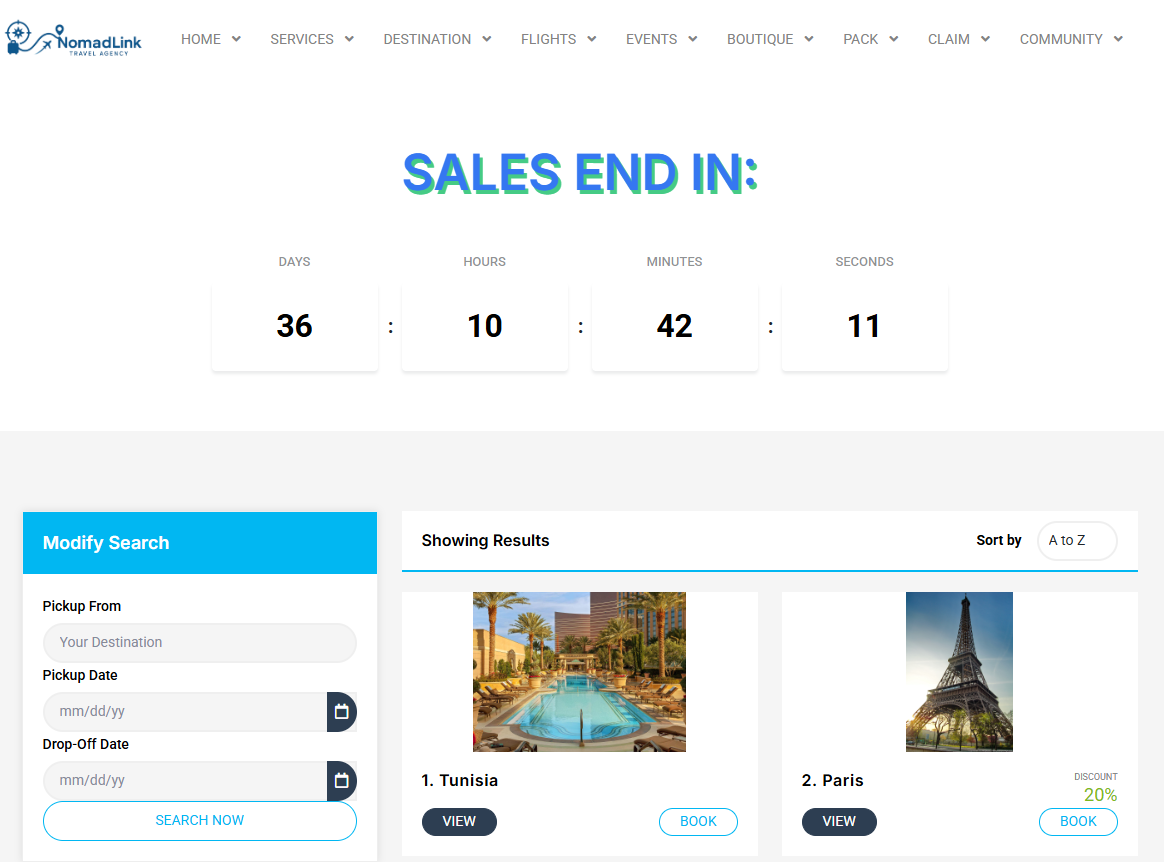 NomadLink
TRAVEL AGENCY
HOME
SERVICES
DESTINATION
FLIGHTS
EVENTS
BOUTIQUE
PACK
CLAIM
COMMUNITY
SALES END IN:
DAYS
HOURS
MINUTES
SECONDS
36 : 10 : 42 : 11
Modify Search
Pickup From
Your Destination
Pickup Date
mm/dd/yy
Drop-Off Date
mm/dd/yy
SEARCH NOW
Showing Results
Sort by
A to Z
1. Tunisia
VIEW
BOOK
2. Paris
DISCOUNT
20%
VIEW
BOOK